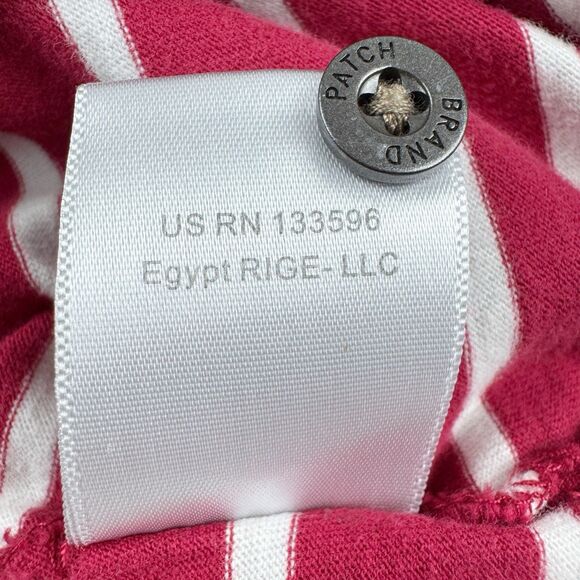 PATCH
BRAND
US RN 133596
Egypt RIGE- LLC